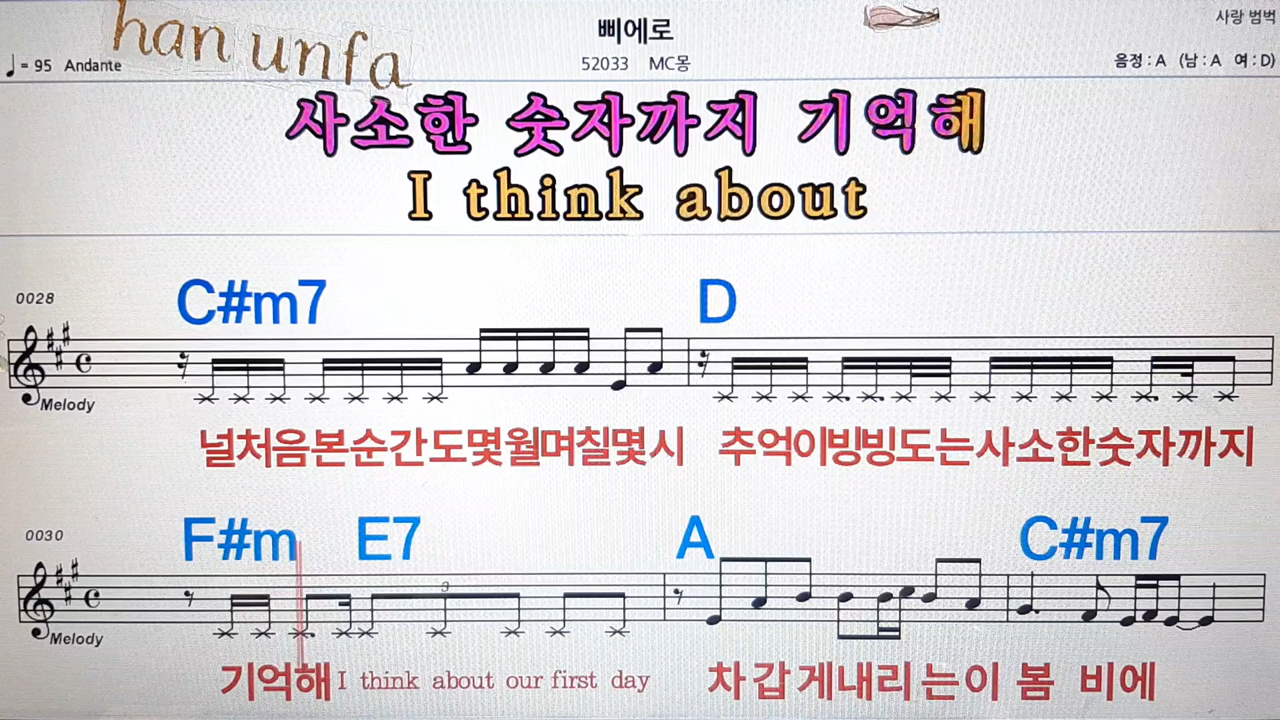 han unfa
삐에로
사랑 범벅
♩= 95 Andante
52033 MC몽
음정 : A (남 : A 여 : D)
사소한 숫자까지 기억해
I think about
C#m7 D
0028
Melody
널처음본순간도몇월며칠몇시 추억이빙빙도는사소한숫자까지
F#m E7 A C#m7
0030
3
Melody
기억해 I think about our first day 차갑게내리는이 봄 비에